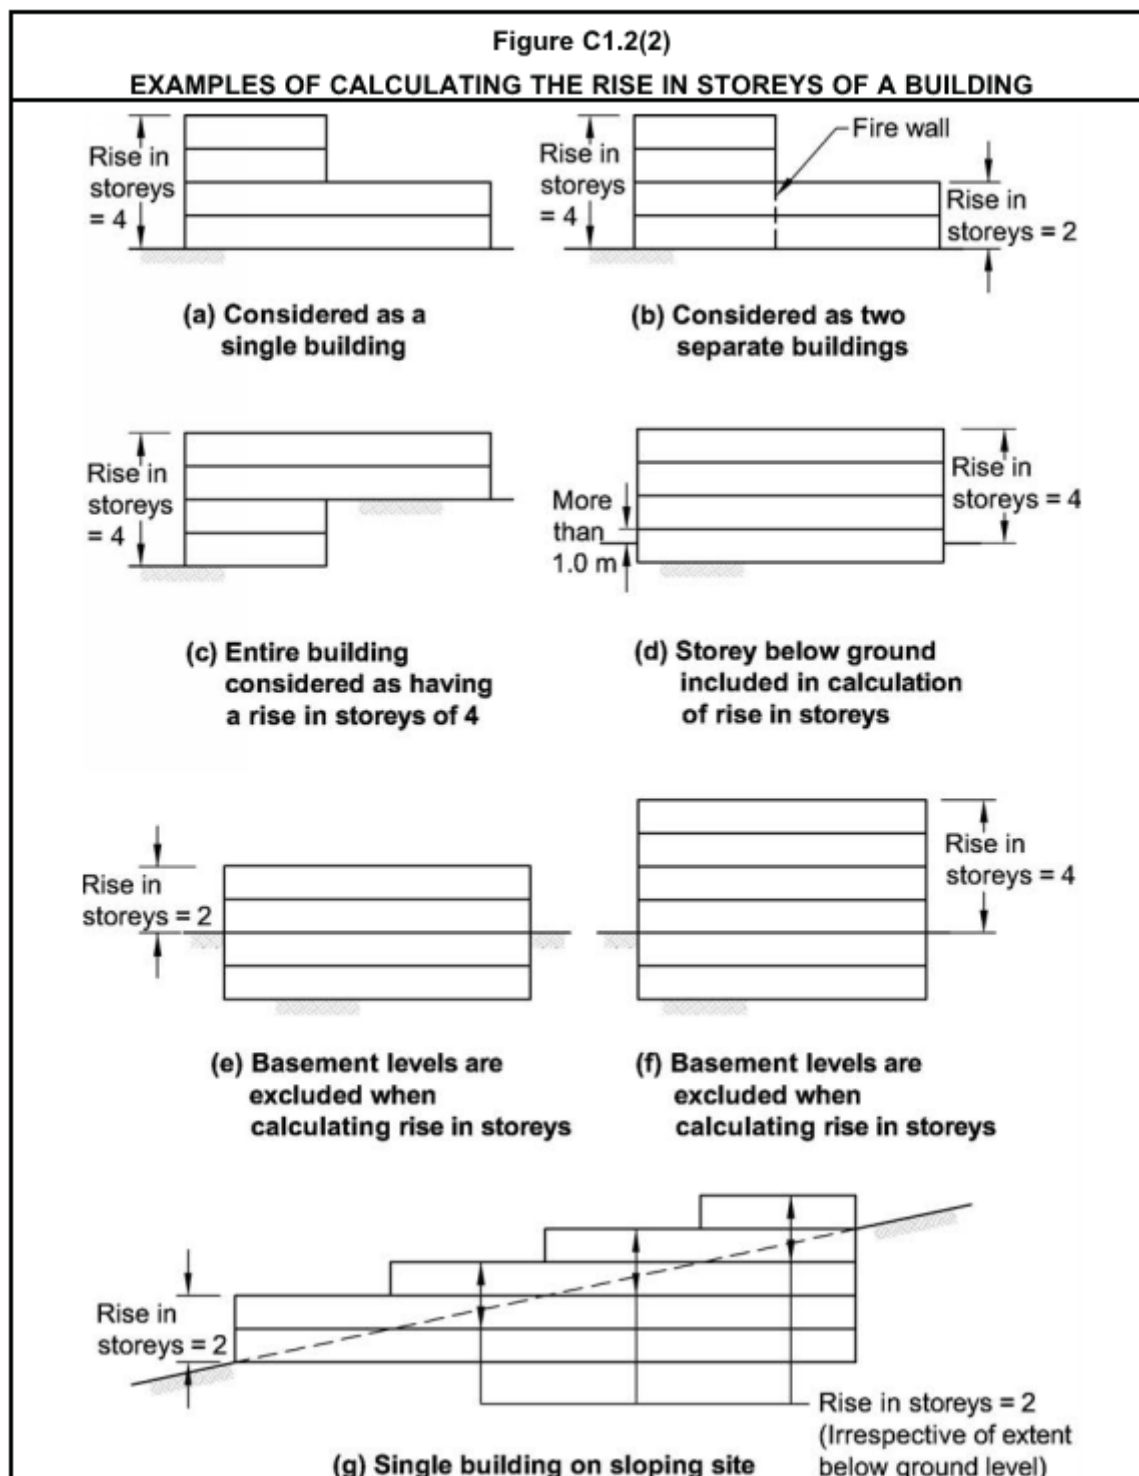 Figure C1.2(2)
EXAMPLES OF CALCULATING THE RISE IN STOREYS OF A BUILDING
Rise in
storeys
= 4
(a) Considered as a
single building
Rise in
storeys
= 4
Fire wall
Rise in
storeys = 2
(b) Considered as two
separate buildings
Rise in
storeys
= 4
(c) Entire building
considered as having
a rise in storeys of 4
More
than
1.0 m
Rise in
storeys = 4
(d) Storey below ground
included in calculation
of rise in storeys
Rise in
storeys = 2
(e) Basement levels are
excluded when
calculating rise in storeys
Rise in
storeys = 4
(f) Basement levels are
excluded when
calculating rise in storeys
Rise in
storeys = 2
Rise in storeys = 2
(Irrespective of extent
below ground level)
(g) Single building on sloping site